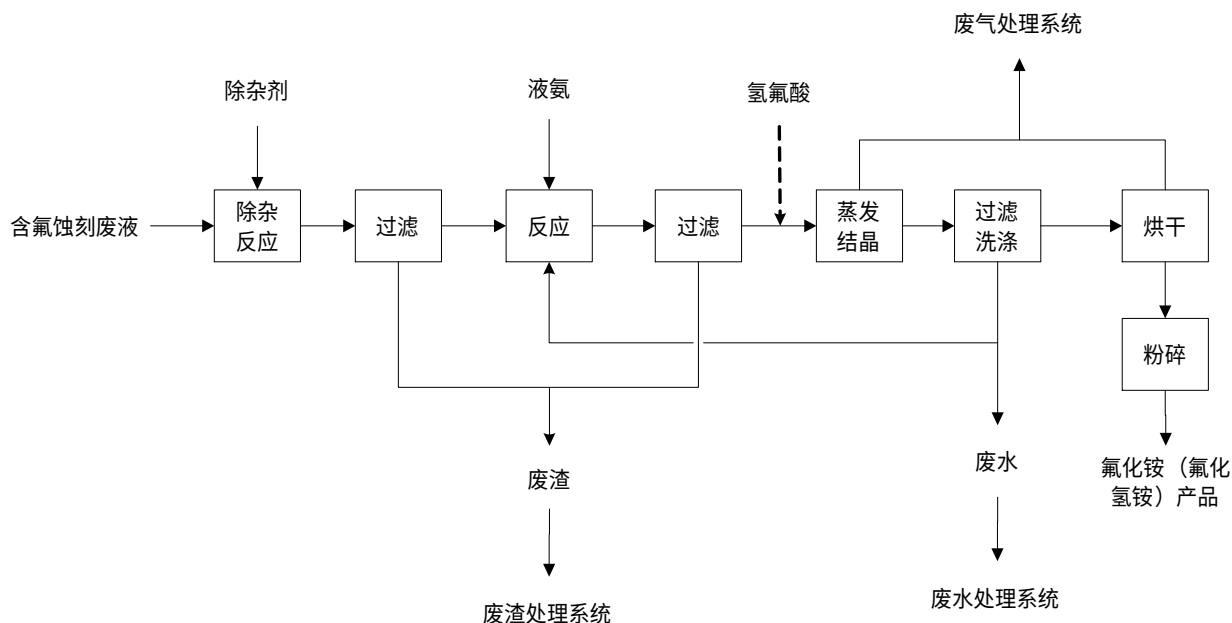 废气处理系统
除杂剂
液氨
氢氟酸
含氟蚀刻废液
除杂
反应
过滤
反应
过滤
蒸发
结晶
过滤
洗涤
烘干
粉碎
废渣
废水
氟化铵（氟化
氢铵）产品
废渣处理系统
废水处理系统